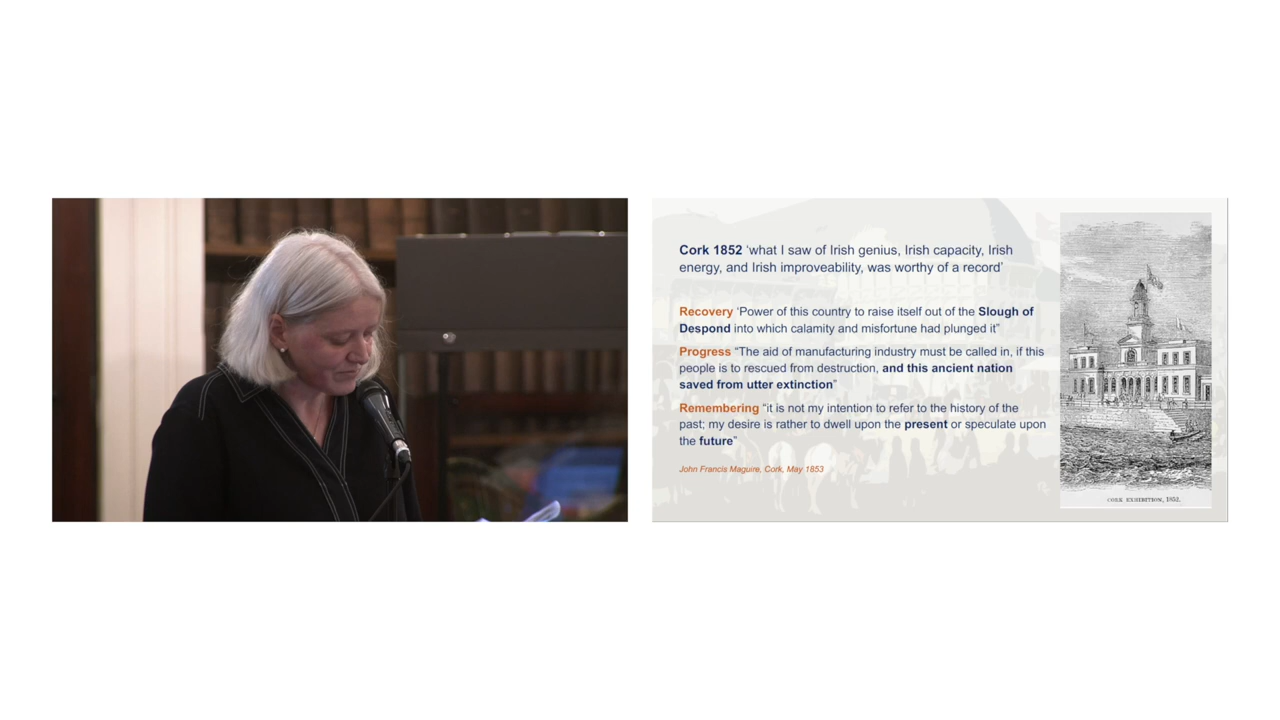 Cork 1852 ‘what I saw of Irish genius, Irish capacity, Irish
energy, and Irish improveability, was worthy of a record’
Recovery ‘Power of this country to raise itself out of the Slough of
Despond into which calamity and misfortune had plunged it”
Progress “The aid of manufacturing industry must be called in, if this
people is to rescued from destruction, and this ancient nation
saved from utter extinction”
Remembering “it is not my intention to refer to the history of the
past; my desire is rather to dwell upon the present or speculate upon
the future”
John Francis Maguire, Cork, May 1853
CORK EXHIBITION, 1852.